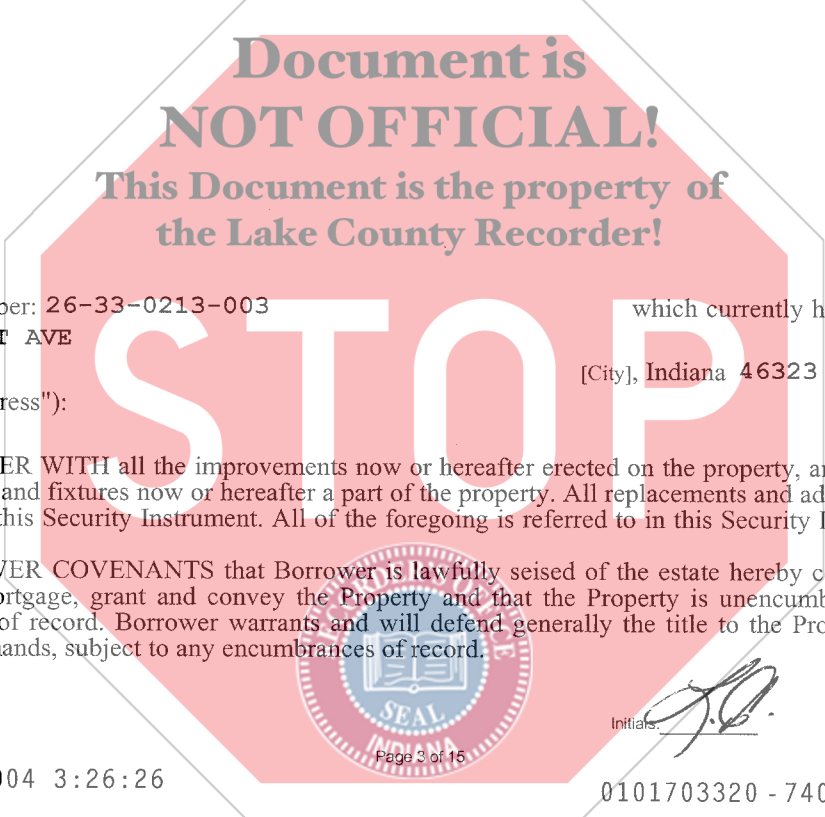 Document is
NOT OFFICIAL!
This Document is the property of
the Lake County Recorder!
ber: 26-33-0213-003 which currently h
T AVE
[City], Indiana 46323
ress"):
STOP
ER WITH all the improvements now or hereafter erected on the property, an
and fixtures now or hereafter a part of the property. All replacements and ad
this Security Instrument. All of the foregoing is referred to in this Security I
VER COVENANTS that Borrower is lawfully seised of the estate hereby c
ortgage, grant and convey the Property and that the Property is unencumb
of record. Borrower warrants and will defend generally the title to the Pro
mands, subject to any encumbrances of record.
SEAL
INDIANA
Initials:
Page 3 of 15
004 3:26:26
0101703320 - 740